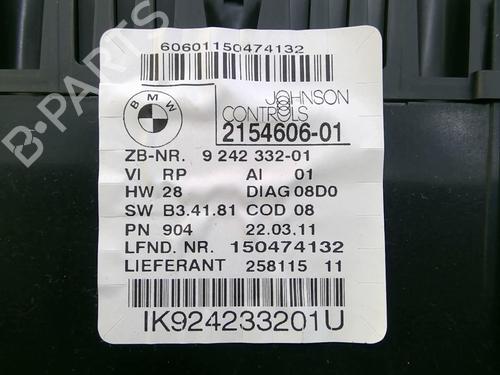 60601150474132
BMW
JOHNSON
CONTROLS
2154606-01
ZB-NR. 9 242 332-01
VI RP AI 01
HW 28 DIAG 08D0
SW B3.41.81 COD 08
PN 904 22.03.11
LFND. NR. 150474132
LIEFERANT 258115 11
IK924233201U
B-PARTS